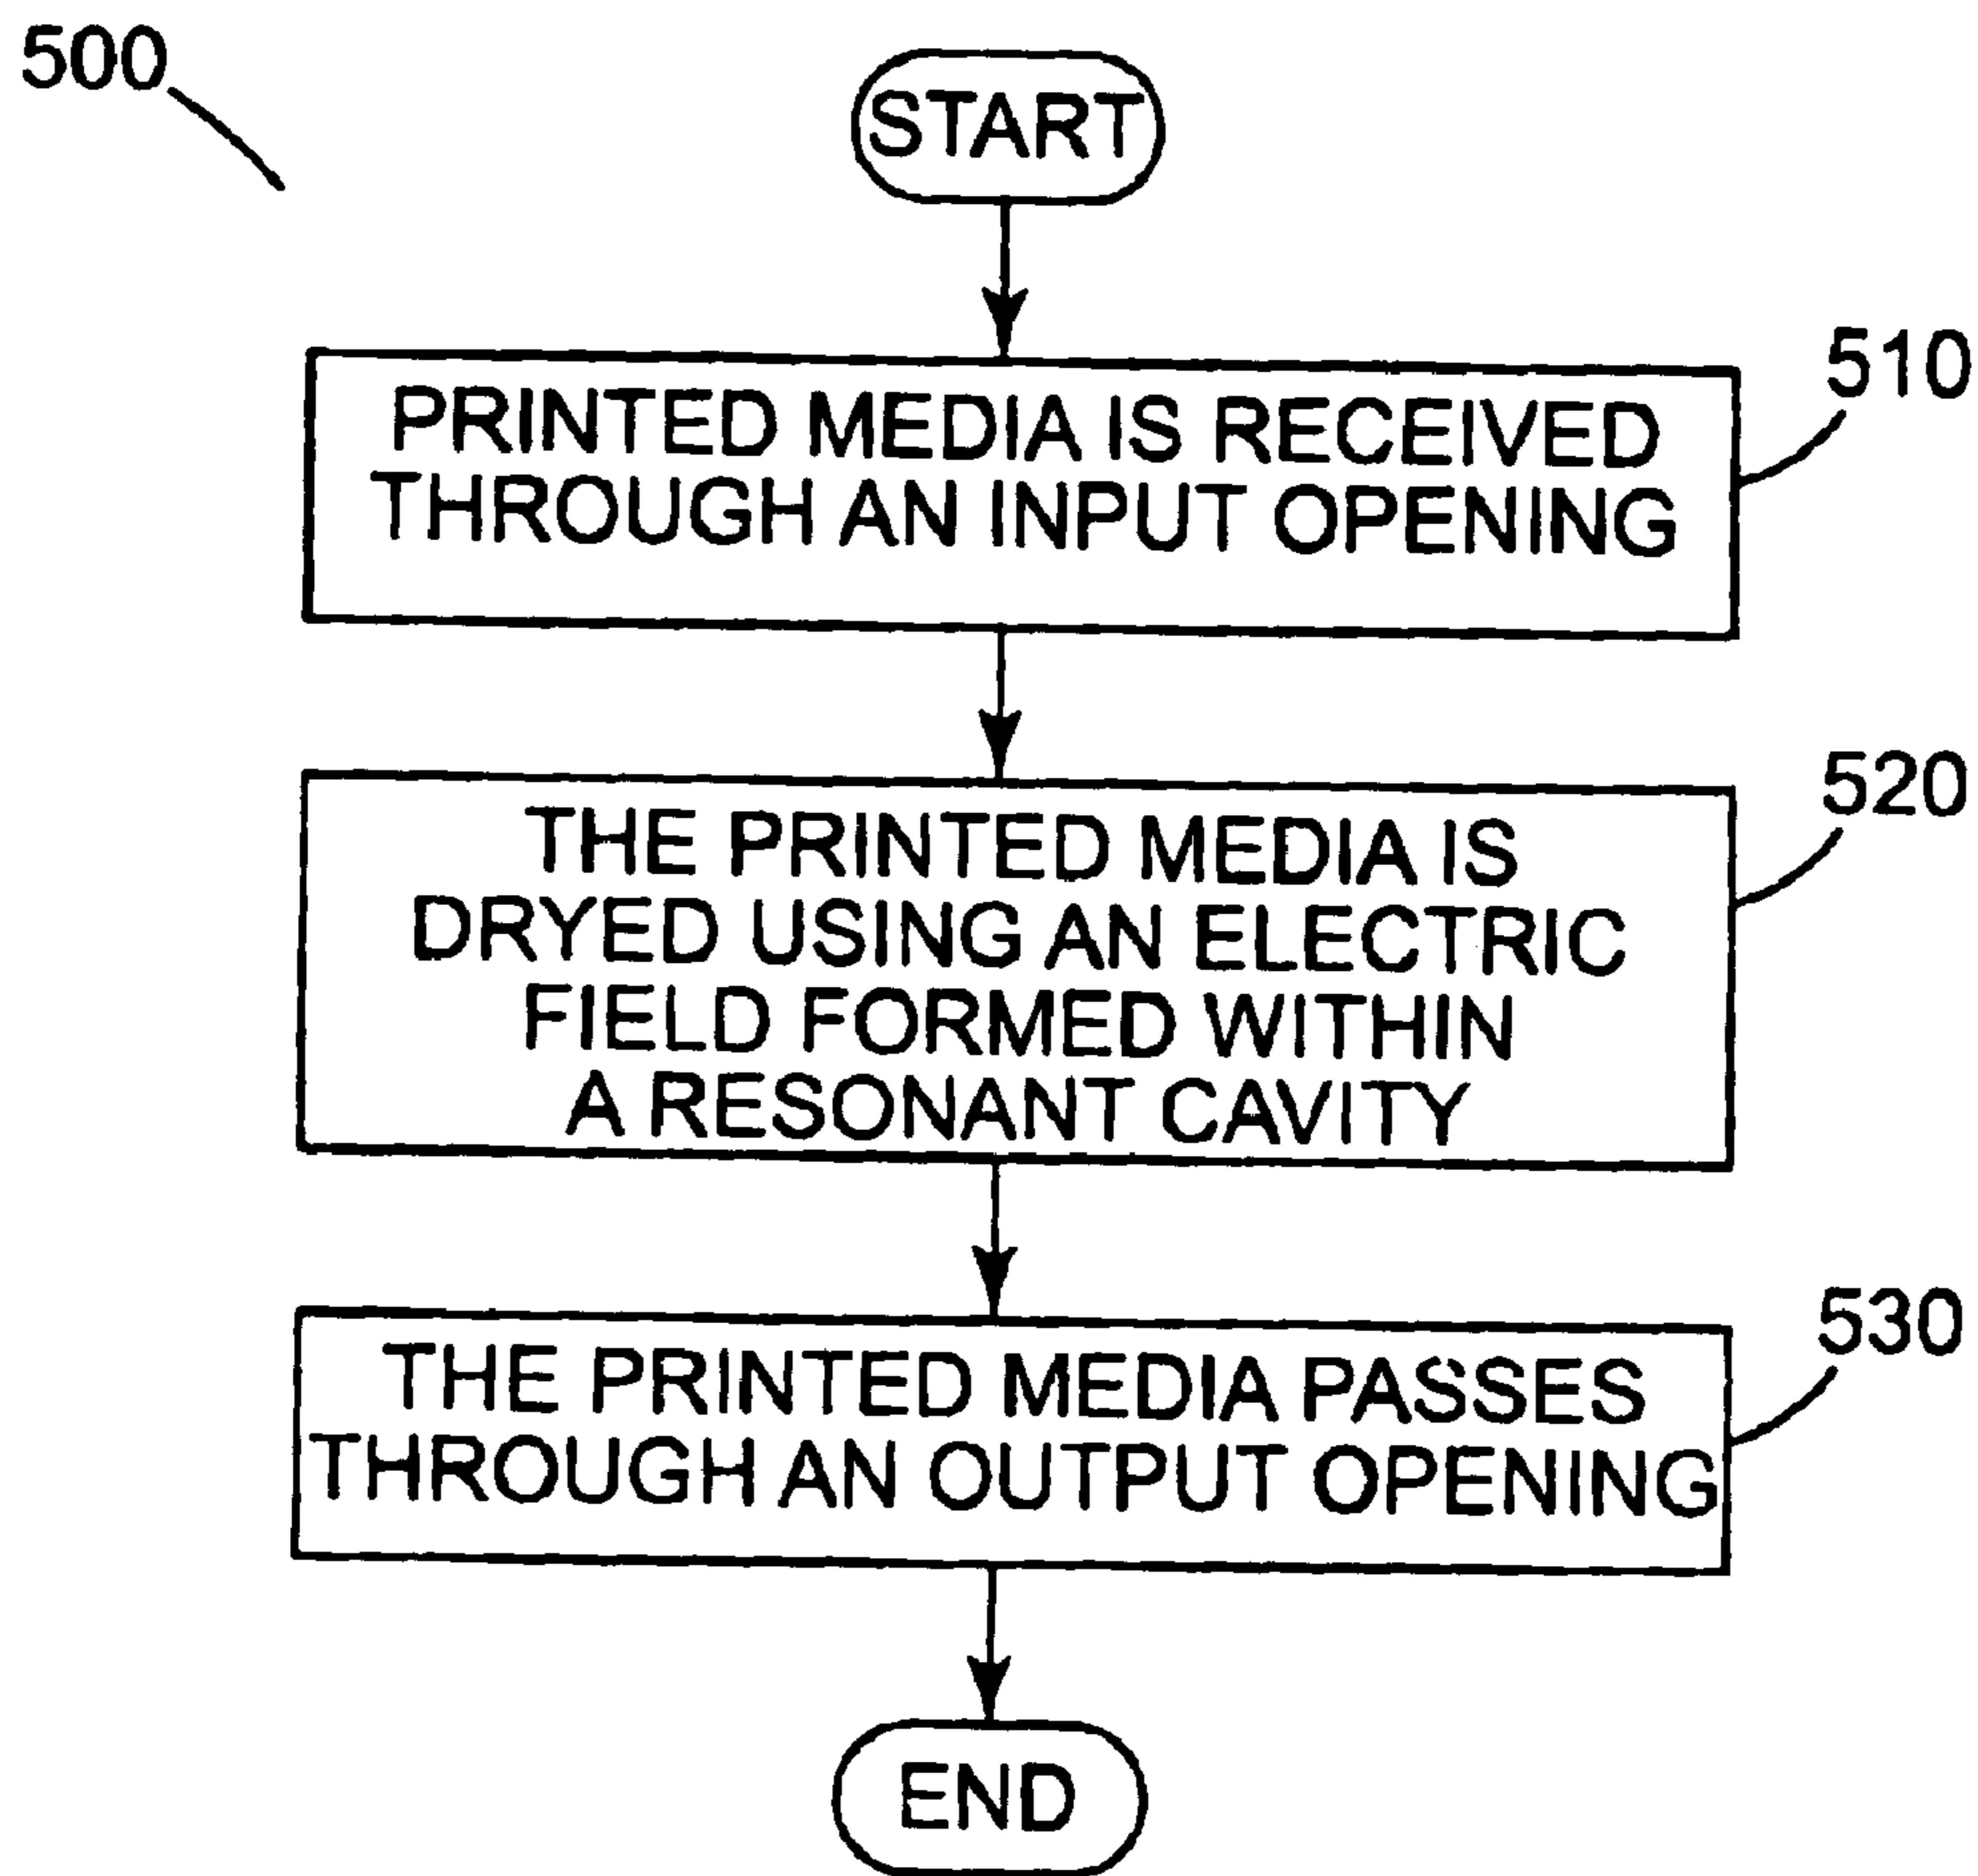 500
START
510
PRINTED MEDIA IS RECEIVED
THROUGH AN INPUT OPENING
520
THE PRINTED MEDIA IS
DRYED USING AN ELECTRIC
FIELD FORMED WITHIN
A RESONANT CAVITY
530
THE PRINTED MEDIA PASSES
THROUGH AN OUTPUT OPENING
END